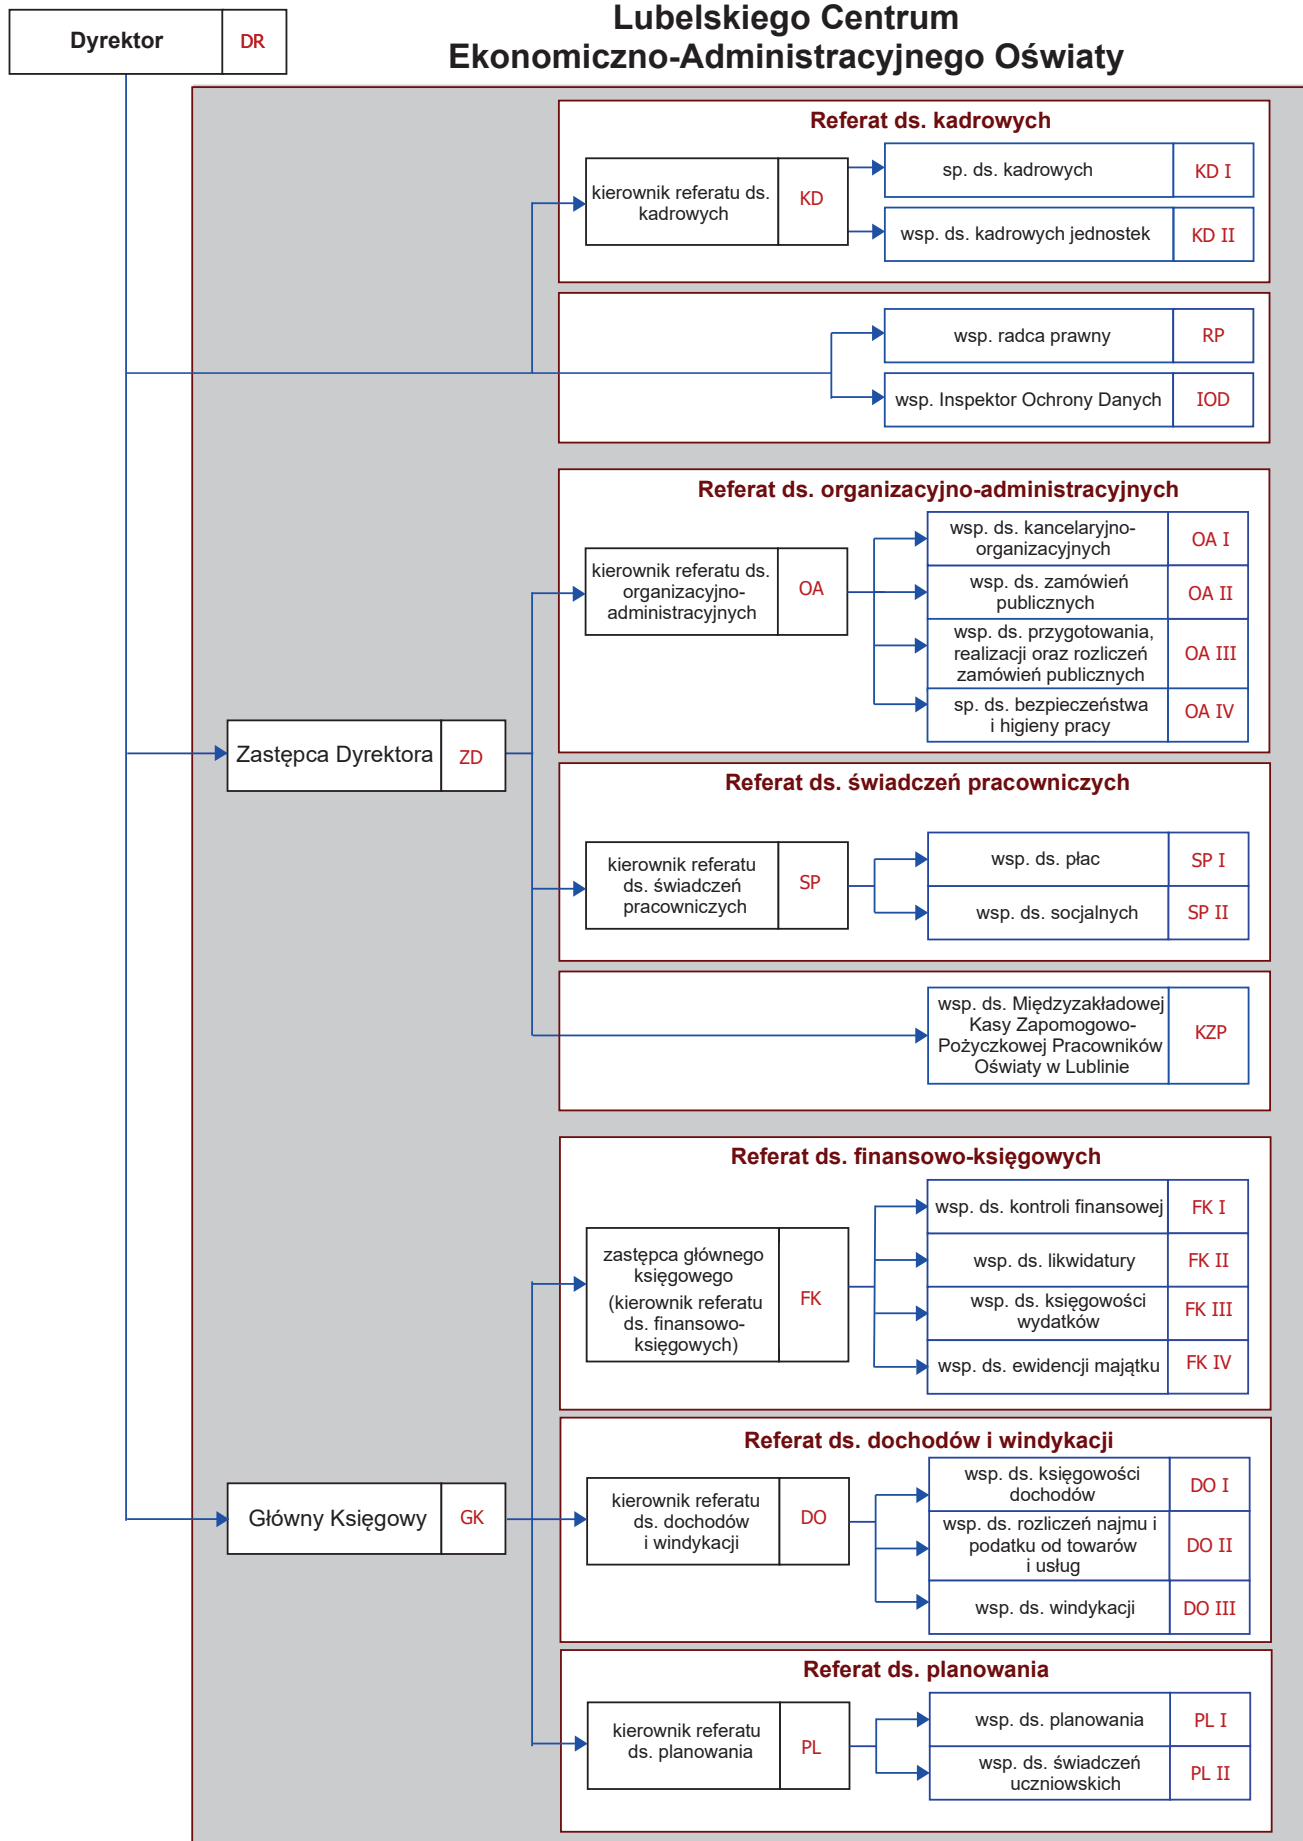 Lubelskiego Centrum
Ekonomiczno-Administracyjnego Oświaty
Dyrektor
DR
Referat ds. kadrowych
kierownik referatu ds.
kadrowych
KD
sp. ds. kadrowych
KD I
wsp. ds. kadrowych jednostek
KD II
wsp. radca prawny
RP
wsp. Inspektor Ochrony Danych
IOD
Zastępca Dyrektora
ZD
Referat ds. organizacyjno-administracyjnych
kierownik referatu ds.
organizacyjno-
administracyjnych
OA
wsp. ds. kancelaryjno-
organizacyjnych
OA I
wsp. ds. zamówień
publicznych
OA II
wsp. ds. przygotowania,
realizacji oraz rozliczeń
zamówień publicznych
OA III
sp. ds. bezpieczeństwa
i higieny pracy
OA IV
Referat ds. świadczeń pracowniczych
kierownik referatu
ds. świadczeń
pracowniczych
SP
wsp. ds. płac
SP I
wsp. ds. socjalnych
SP II
wsp. ds. Międzyzakładowej
Kasy Zapomogowo-
Pożyczkowej Pracowników
Oświaty w Lublinie
KZP
Główny Księgowy
GK
Referat ds. finansowo-księgowych
zastępca głównego
księgowego
(kierownik referatu
ds. finansowo-
księgowych)
FK
wsp. ds. kontroli finansowej
FK I
wsp. ds. likwidatury
FK II
wsp. ds. księgowości
wydatków
FK III
wsp. ds. ewidencji majątku
FK IV
Referat ds. dochodów i windykacji
kierownik referatu
ds. dochodów
i windykacji
DO
wsp. ds. księgowości
dochodów
DO I
wsp. ds. rozliczeń najmu i
podatku od towarów
i usług
DO II
wsp. ds. windykacji
DO III
Referat ds. planowania
kierownik referatu
ds. planowania
PL
wsp. ds. planowania
PL I
wsp. ds. świadczeń
uczniowskich
PL II